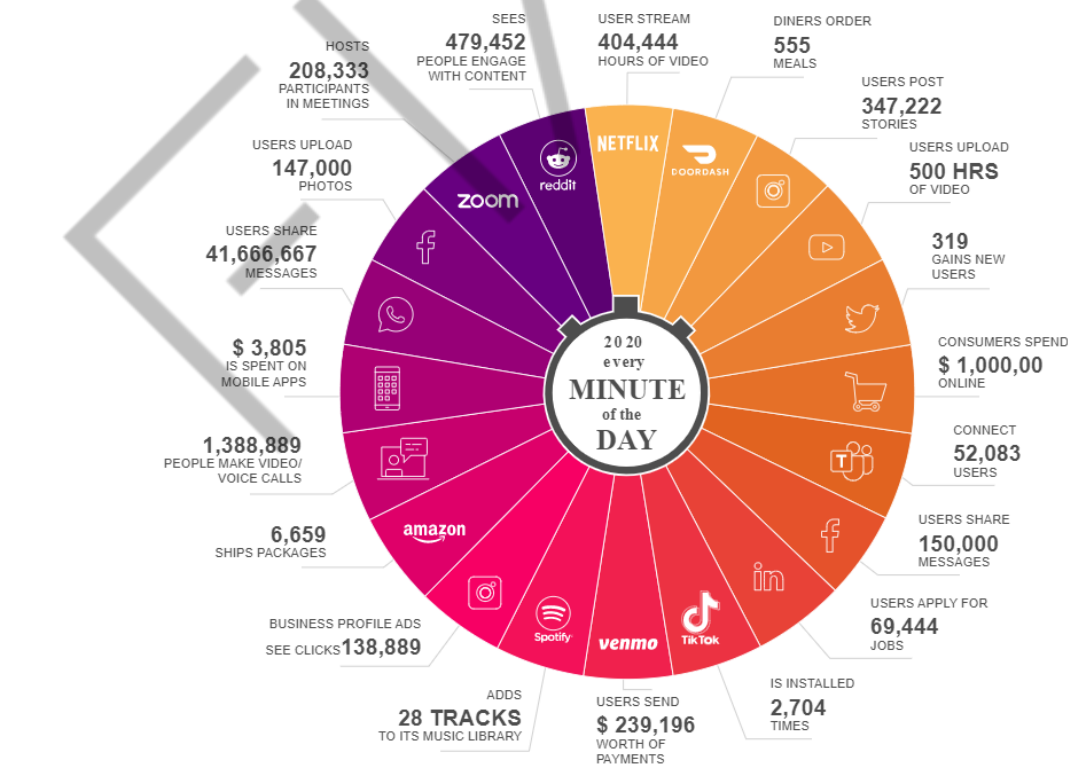 USER STREAM
404,444
HOURS OF VIDEO
NETFLIX
DINERS ORDER
555
MEALS
DOORDASH
USERS POST
347,222
STORIES
USERS UPLOAD
500 HRS
OF VIDEO
319
GAINS NEW
USERS
CONSUMERS SPEND
$ 1,000,00
ONLINE
CONNECT
52,083
USERS
T
USERS SHARE
150,000
MESSAGES
f
USERS APPLY FOR
69,444
JOBS
in
IS INSTALLED
2,704
TIMES
TikTok
USERS SEND
$ 239,196
WORTH OF
PAYMENTS
venmo
ADDS
28 TRACKS
TO ITS MUSIC LIBRARY
Spotify
BUSINESS PROFILE ADS
SEE CLICKS 138,889
6,659
SHIPS PACKAGES
amazon
1,388,889
PEOPLE MAKE VIDEO/
VOICE CALLS
$ 3,805
IS SPENT ON
MOBILE APPS
USERS SHARE
41,666,667
MESSAGES
USERS UPLOAD
147,000
PHOTOS
f
HOSTS
208,333
PARTICIPANTS
IN MEETINGS
zoom
SEES
479,452
PEOPLE ENGAGE
WITH CONTENT
reddit
2020
every
MINUTE
of the
DAY